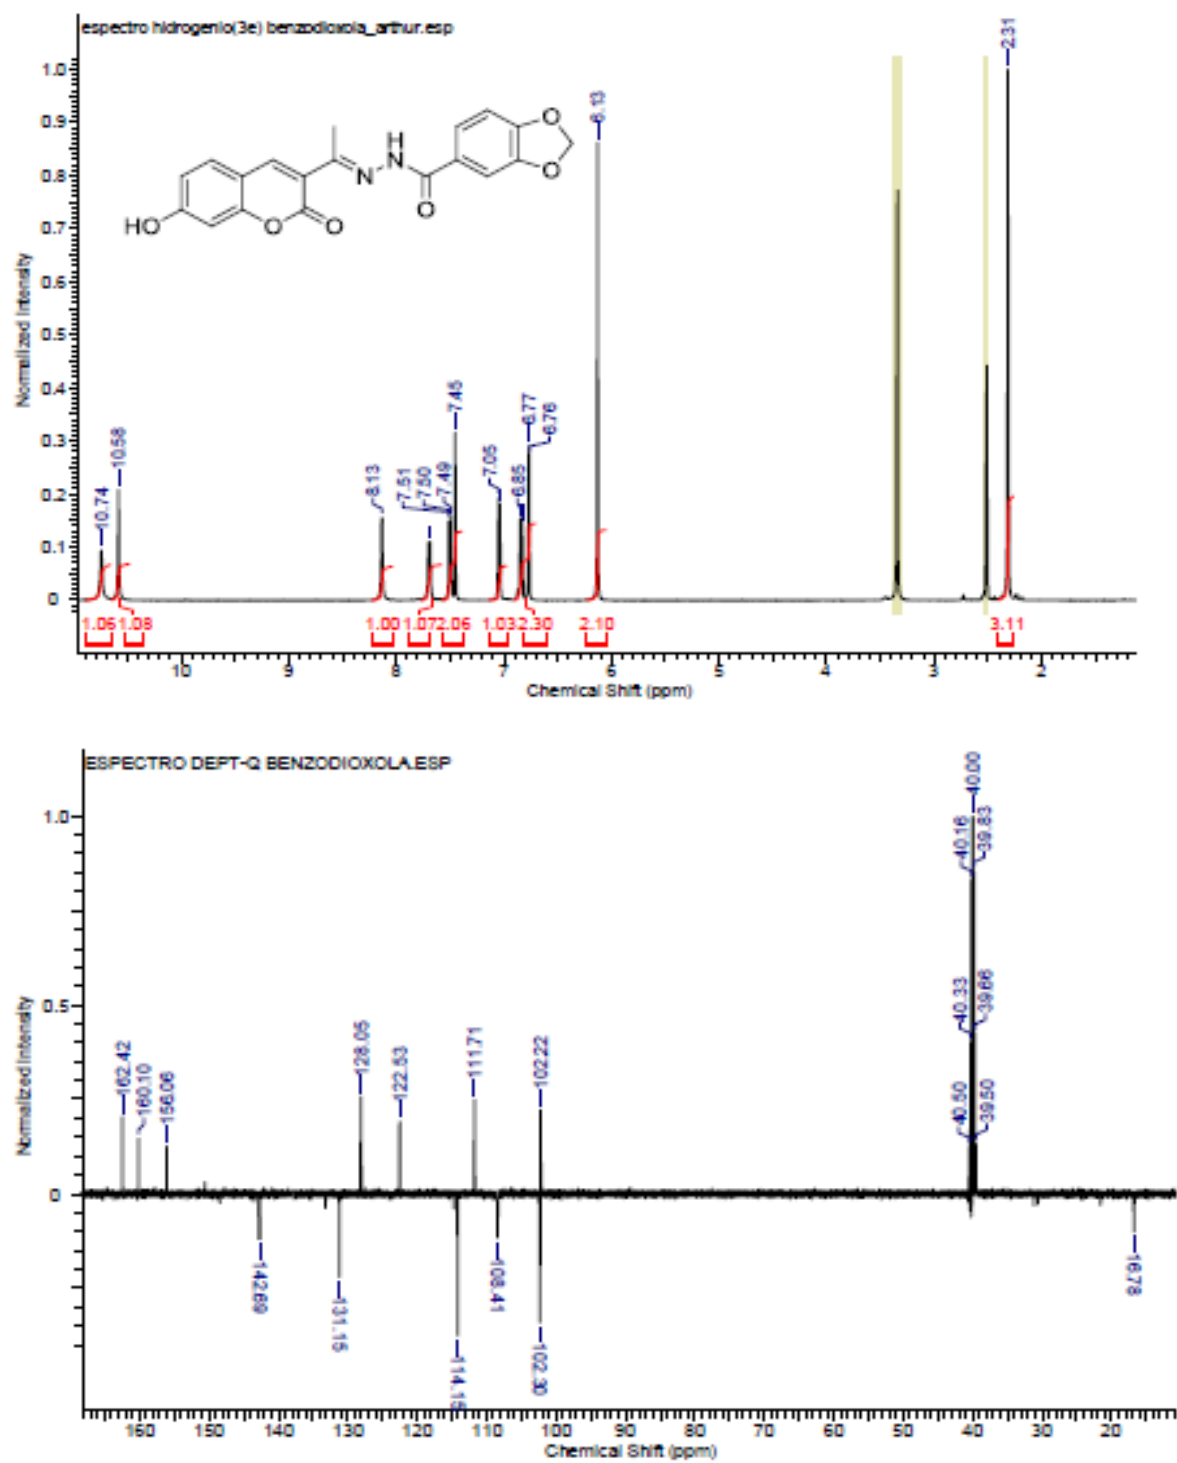 espectro hidrogenio(3e) benzodioxola_arthur.esp
2.31
1.0
6.13
0.9
H
N
O
0.8
N
O
O
0.7
HO
O
O
0.6
Normalized Intensity
0.5
7.45
0.4
10.58
6.77
6.76
0.3
8.13
7.51
7.50
7.49
7.05
6.85
10.74
0.2
0.1
0
1.06 1.08 1.00 1.07 2.06 1.03 2.30 2.10 3.11
10 9 8 7 6 5 4 3 2
Chemical Shift (ppm)
ESPECTRO DEPT-Q BENZODIOXOLA.ESP
40.00
40.16
39.83
1.0
40.33
39.66
Normalized Intensity
0.5
162.42
160.10
156.06
128.05
122.53
111.71
102.22
40.50
39.50
0
142.69
131.15
114.15
108.41
102.30
16.78
160 150 140 130 120 110 100 90 80 70 60 50 40 30 20
Chemical Shift (ppm)